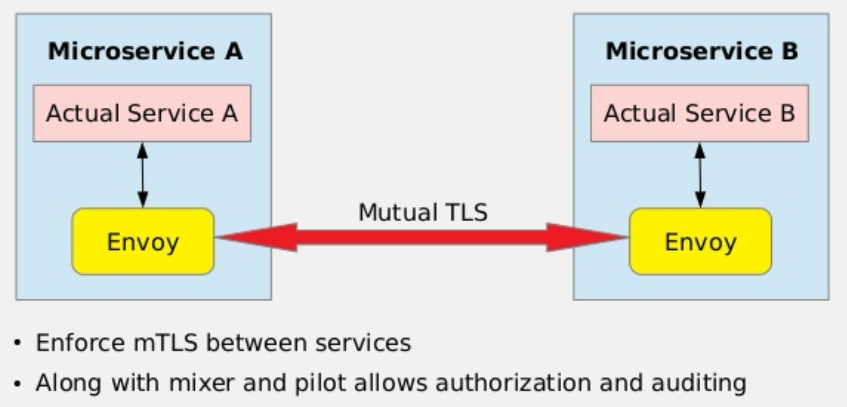 Microservice A
Microservice B
Actual Service A
Actual Service B
Mutual TLS
Envoy
Envoy
• Enforce mTLS between services
• Along with mixer and pilot allows authorization and auditing